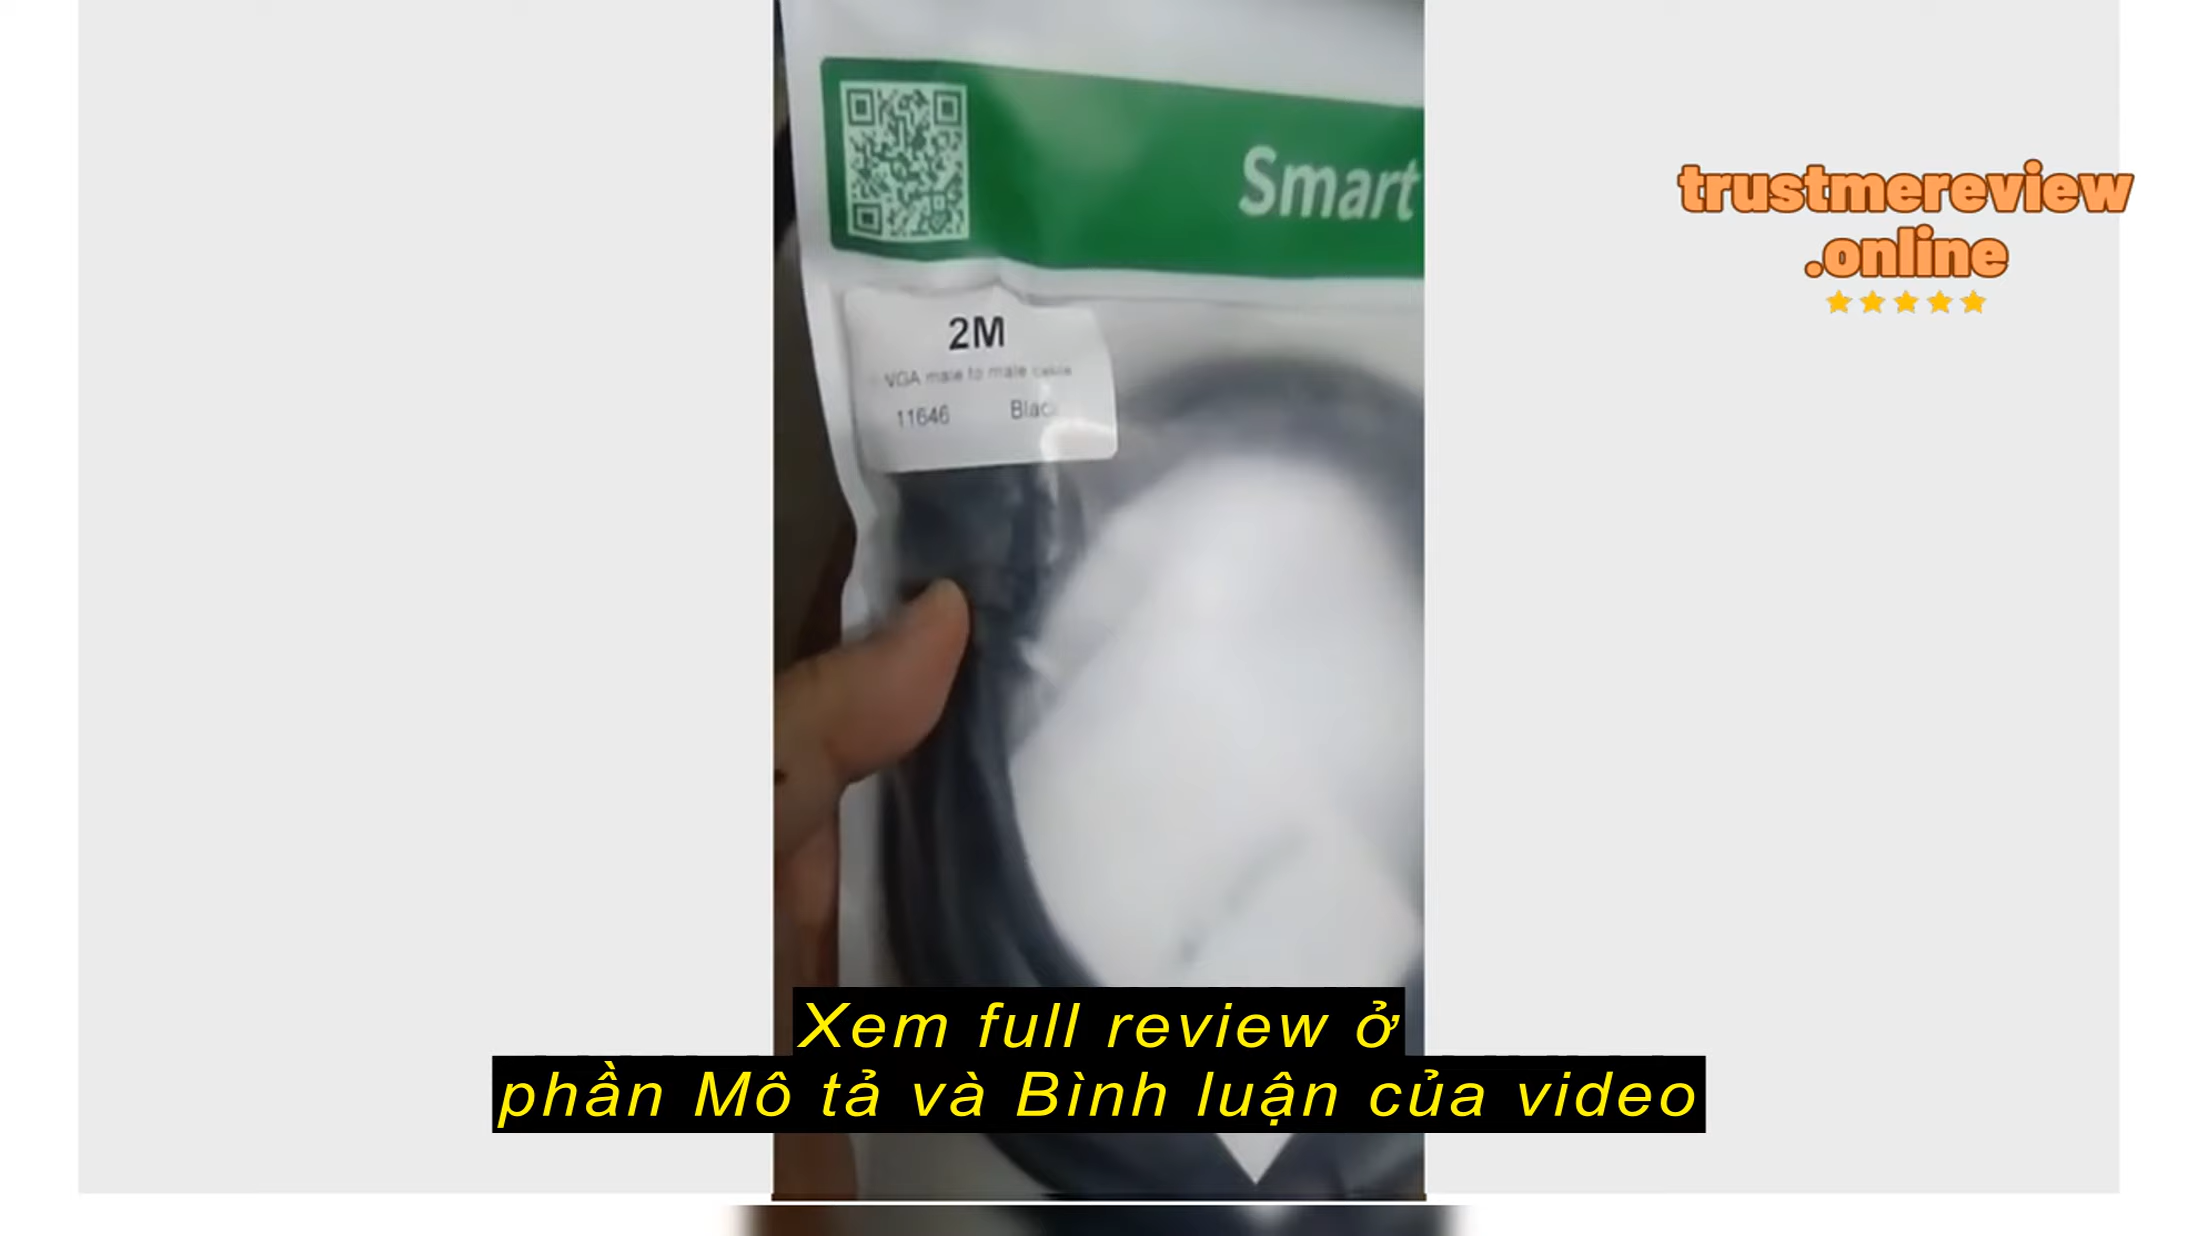 Smart
trustmereview
.online
2M
VGA male to male cable
11646 Black
Xem full review ở
phần Mô tả và Bình luận của video